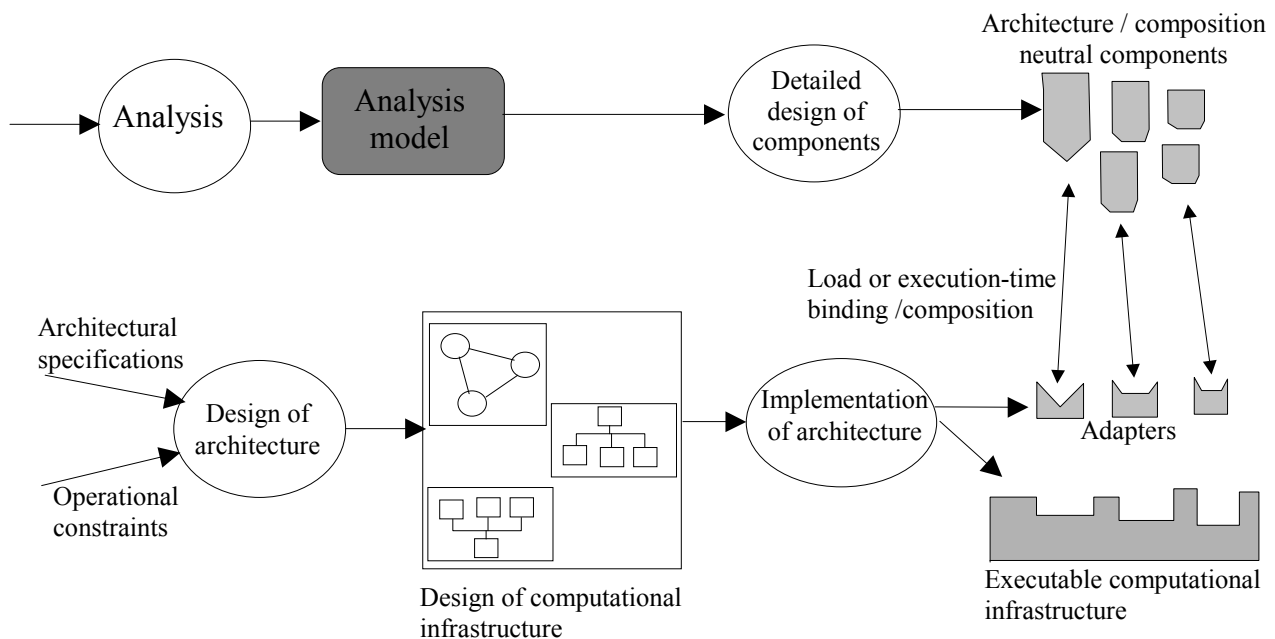 Architecture / composition
neutral components
Analysis
Analysis
model
Detailed
design of
components
Load or execution-time
binding /composition
Architectural
specifications
Design of
architecture
Operational
constraints
Implementation
of architecture
Adapters
Design of computational
infrastructure
Executable computational
infrastructure